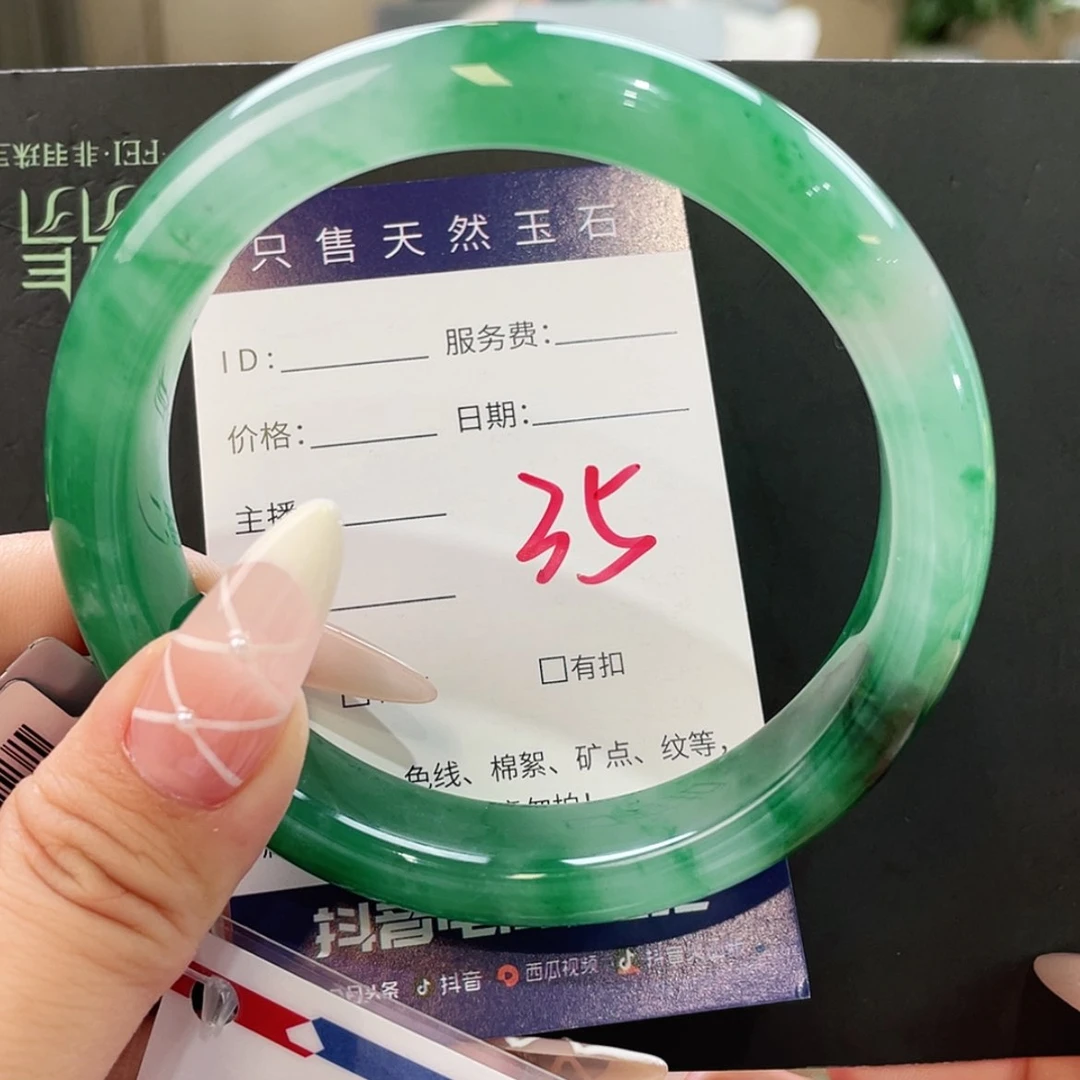 只售天然玉石
ID: 服务费:
价格: 日期:
主播
35
□有扣
色线、棉絮、矿点、纹等,
抖音
抖音 西瓜视频